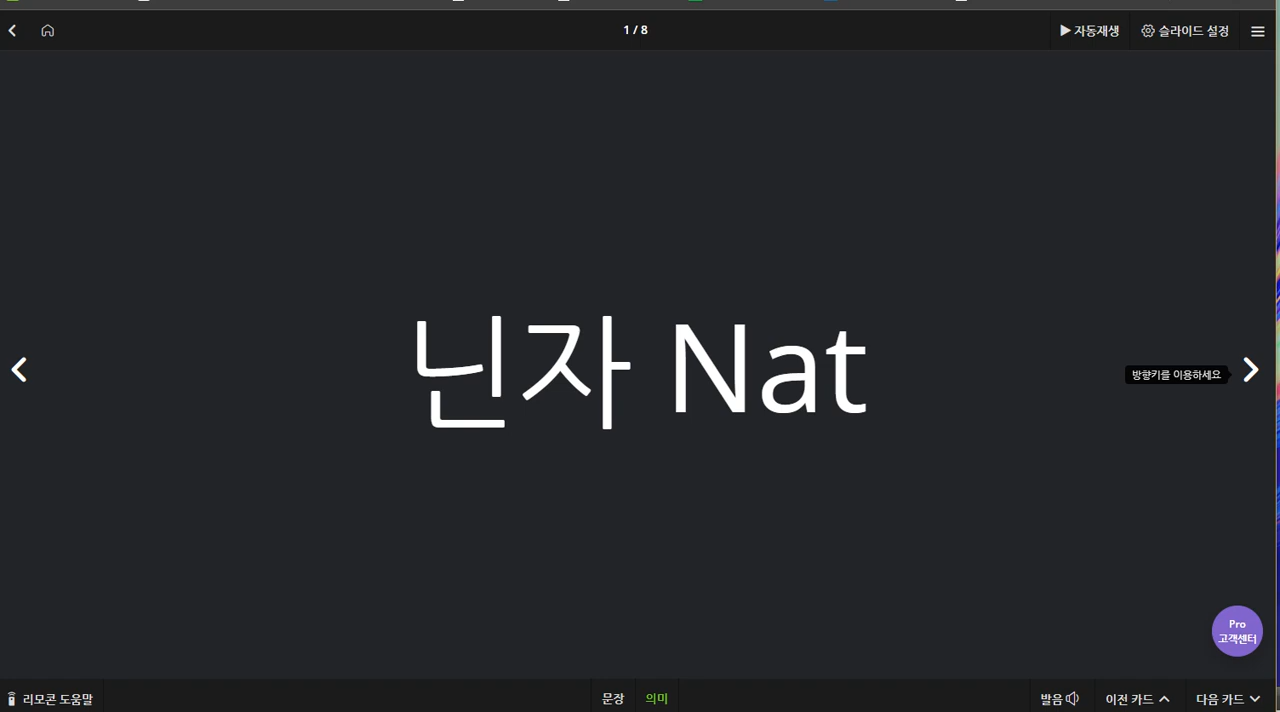 1 / 8
자동재생
슬라이드 설정
닌자 Nat
방향키를 이용하세요
Pro
고객센터
리모콘 도움말
문장
의미
발음
이전 카드
다음 카드